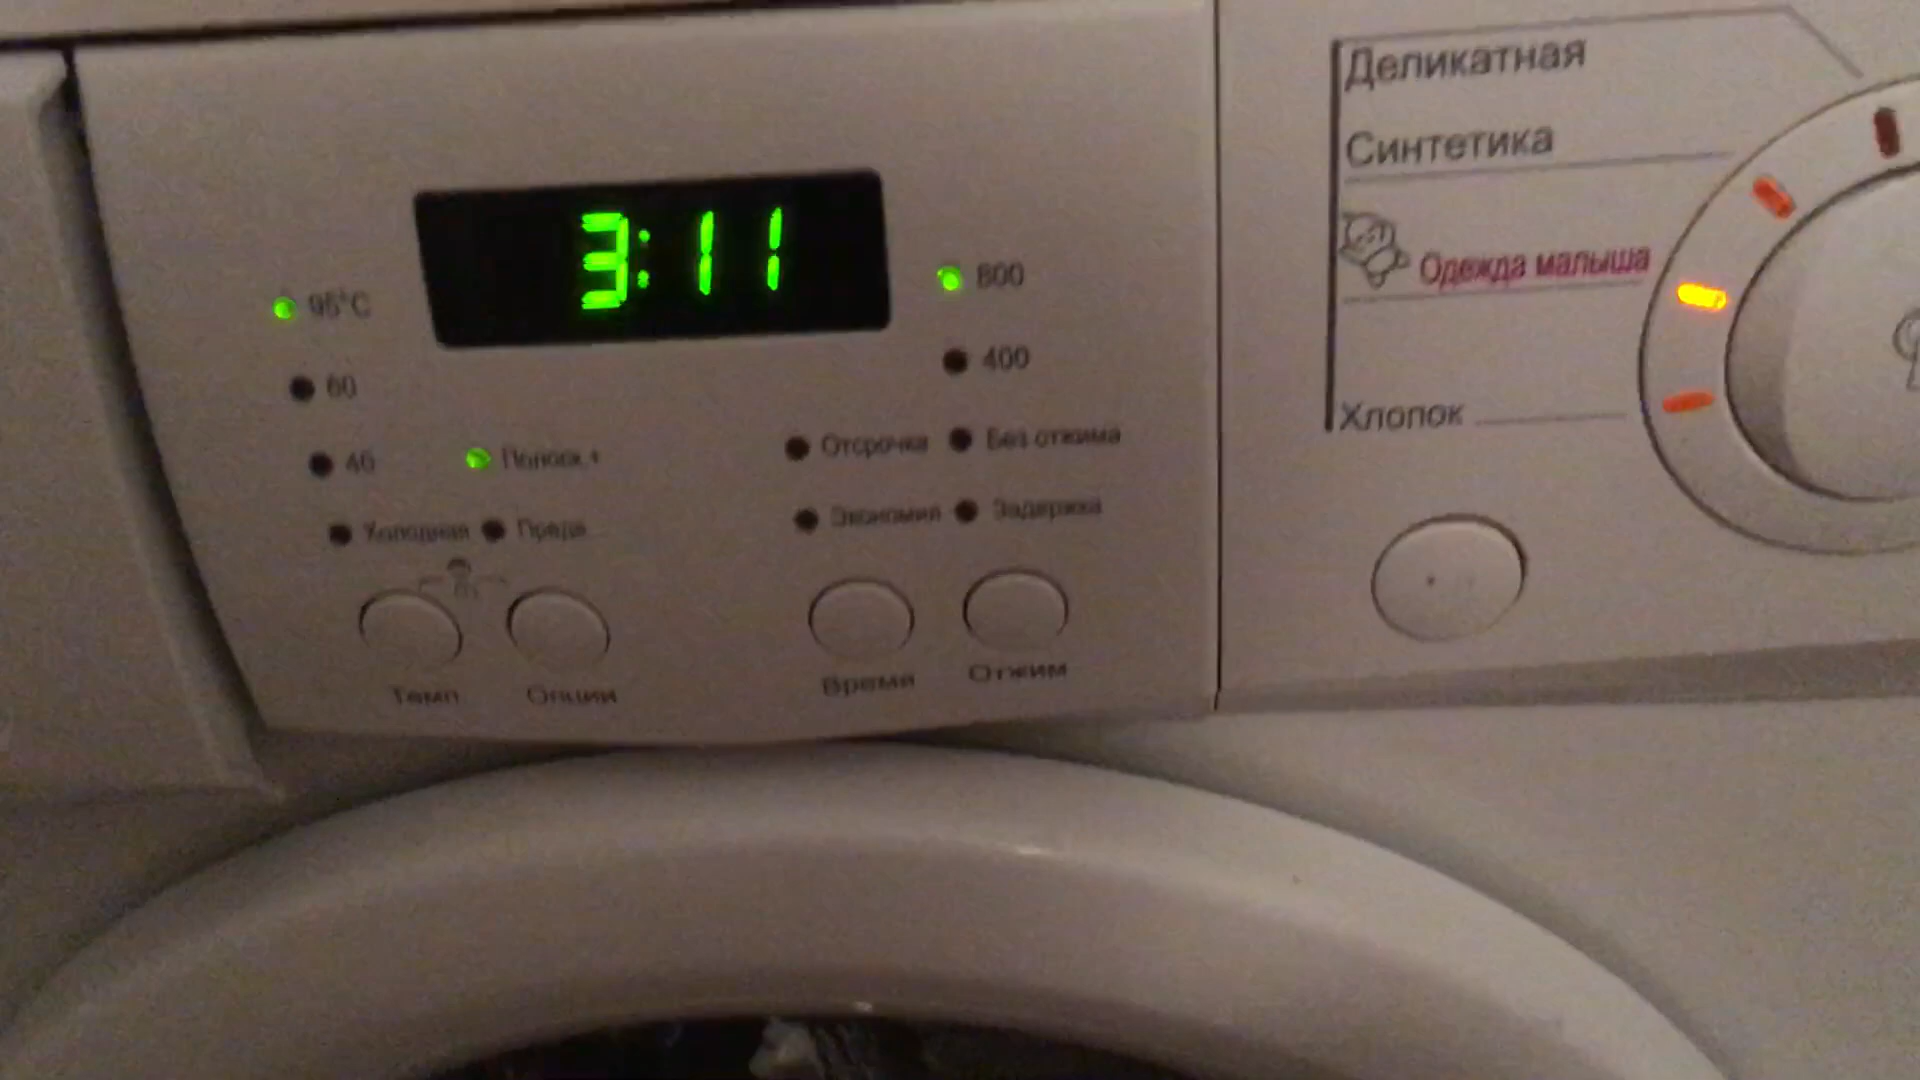 3:11
95°C
60
40
Холодная
Полоск.+
Предв.
800
400
Без отжима
Задержка
Отсрочка
Экономия
Темп.
Опции
Время
Отжим
Деликатная
Синтетика
Одежда малыша
Хлопок